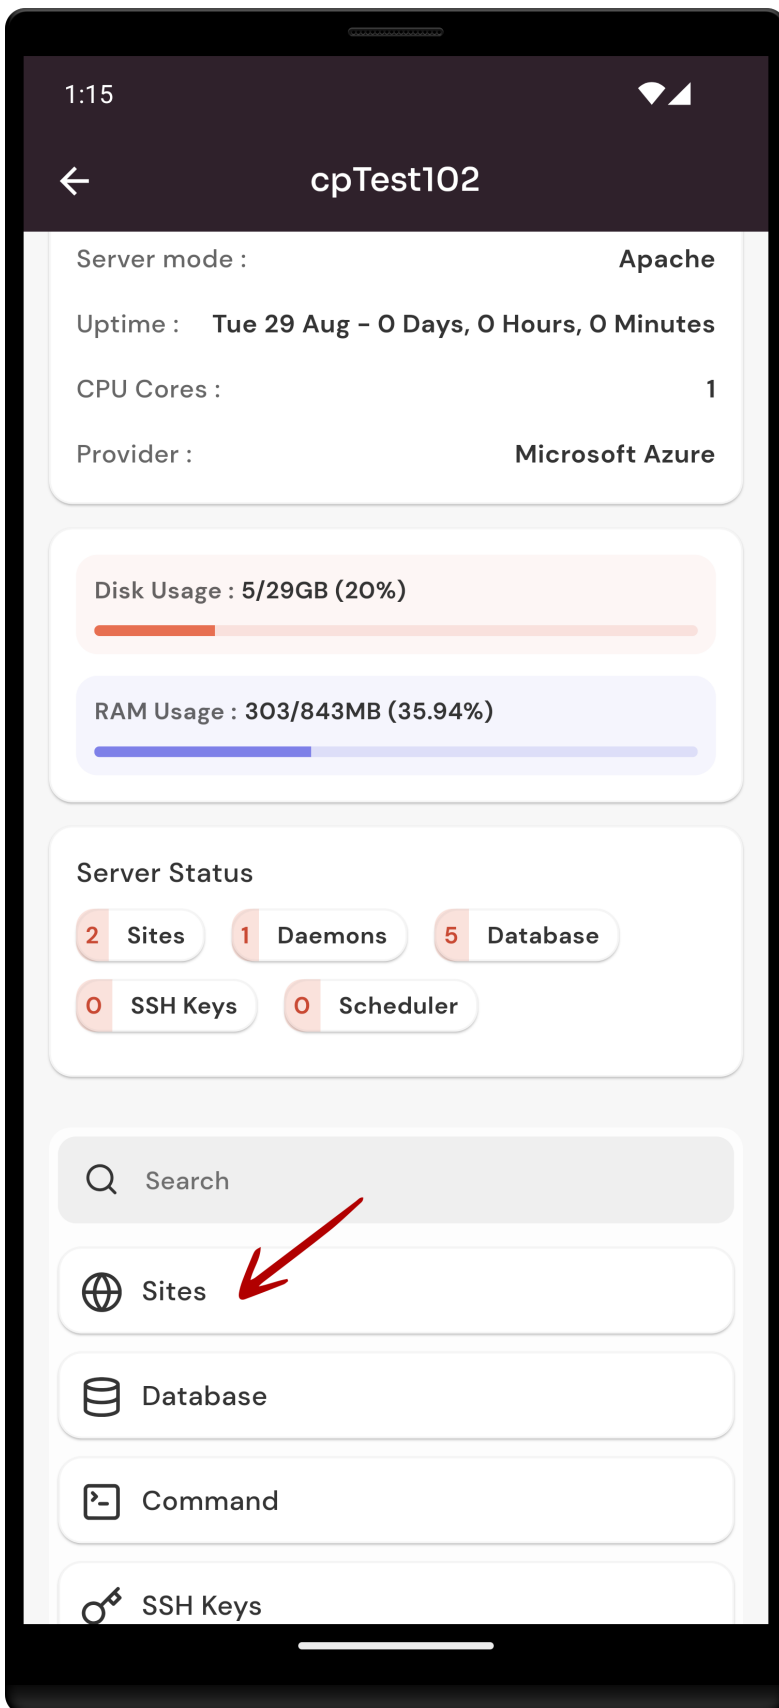 1:15
cpTest102
Server mode : Apache
Uptime : Tue 29 Aug - 0 Days, 0 Hours, 0 Minutes
CPU Cores : 1
Provider : Microsoft Azure
Disk Usage : 5/29GB (20%)
RAM Usage : 303/843MB (35.94%)
Server Status
2 Sites 1 Daemons 5 Database
0 SSH Keys 0 Scheduler
Search
Sites
Database
Command
SSH Keys